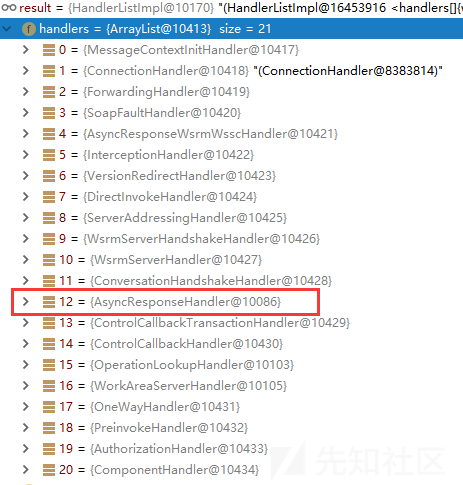 result = {HandlerListImpl@10170} "(HandlerListImpl@16453916 <handlers[]{v
f handlers = {ArrayList@10413} size = 21
0 = {MessageContextInitHandler@10417}
1 = {ConnectionHandler@10418} "(ConnectionHandler@8383814)"
2 = {ForwardingHandler@10419}
3 = {SoapFaultHandler@10420}
4 = {AsyncResponseWsrmWsscHandler@10421}
5 = {InterceptionHandler@10422}
6 = {VersionRedirectHandler@10423}
7 = {DirectInvokeHandler@10424}
8 = {ServerAddressingHandler@10425}
9 = {WsrmServerHandshakeHandler@10426}
10 = {WsrmServerHandler@10427}
11 = {ConversationHandshakeHandler@10428}
12 = {AsyncResponseHandler@10086}
13 = {ControlCallbackTransactionHandler@10429}
14 = {ControlCallbackHandler@10430}
15 = {OperationLookupHandler@10103}
16 = {WorkAreaServerHandler@10105}
17 = {OneWayHandler@10431}
18 = {PreinvokeHandler@10432}
19 = {AuthorizationHandler@10433}
20 = {ComponentHandler@10434}
先知社区